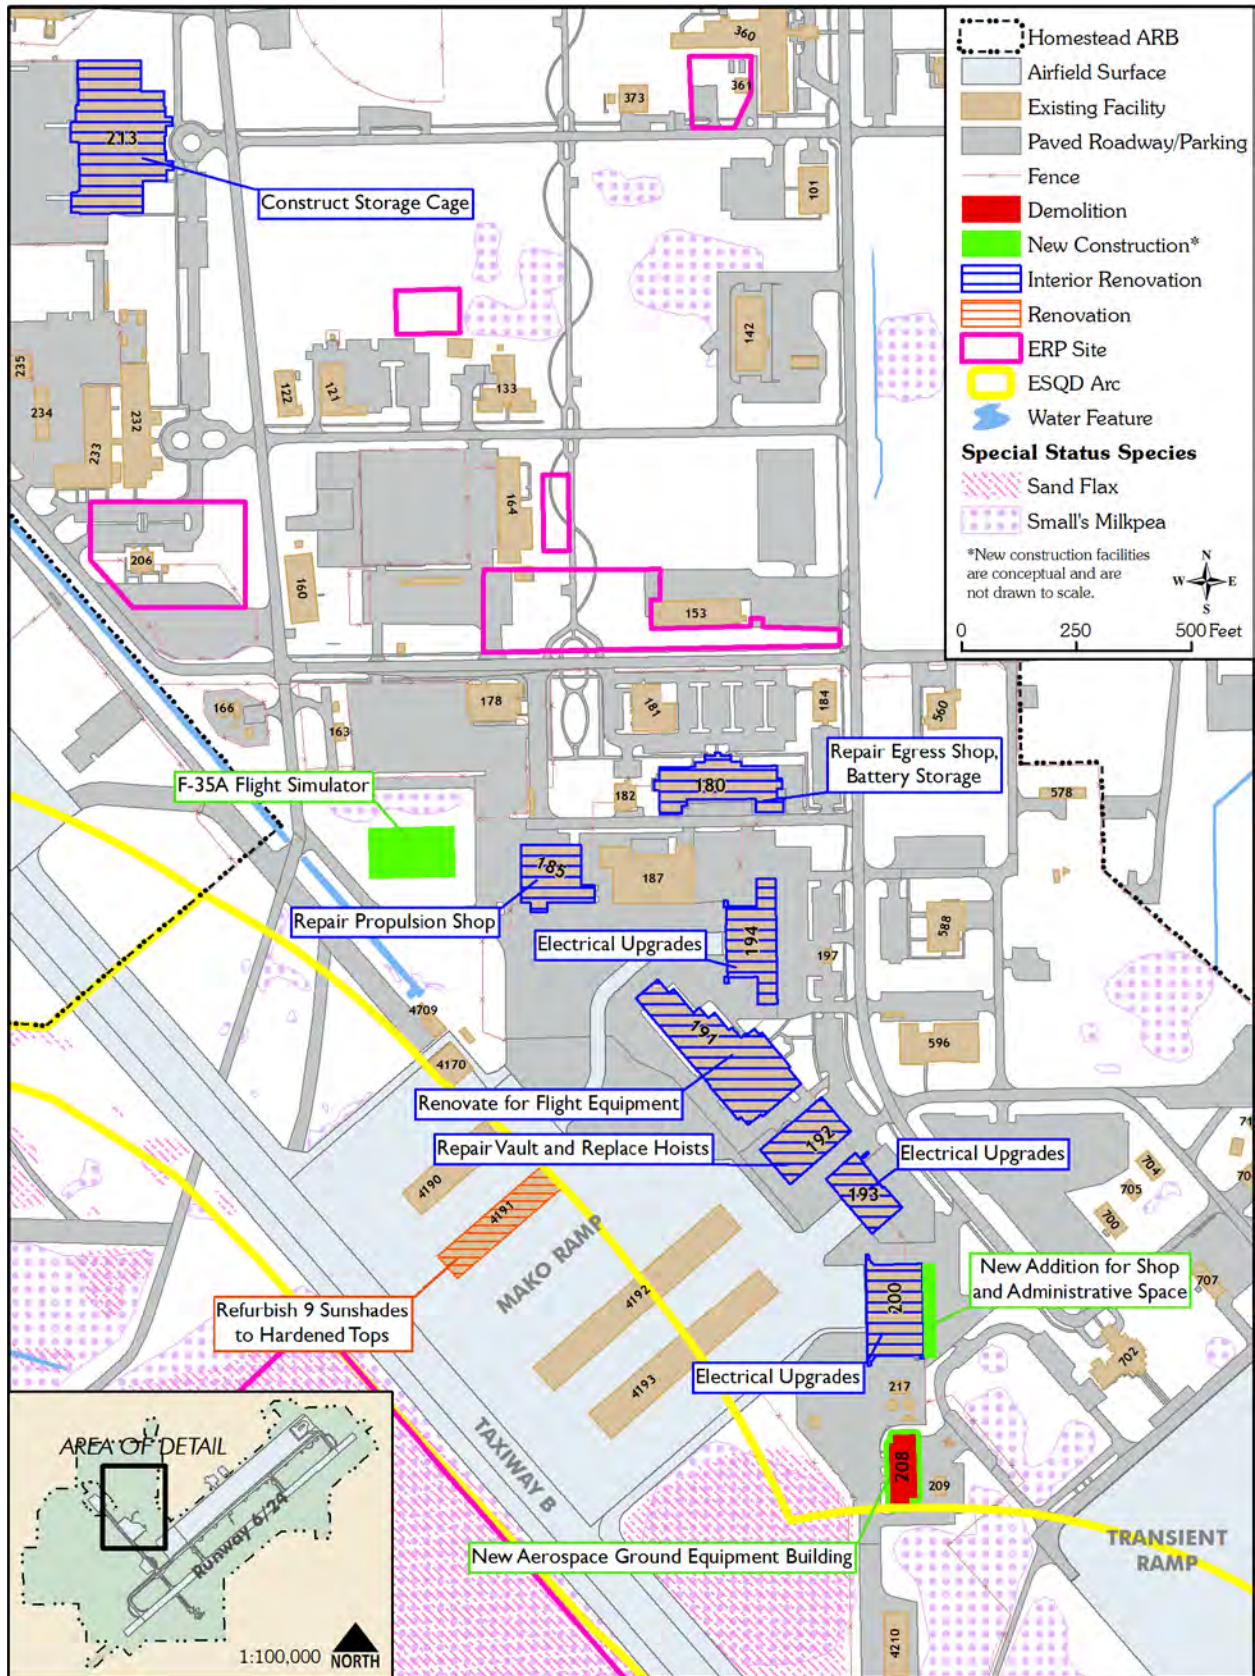 360
361
373
101
213
Construct Storage Cage
142
235
234
233
232
122
121
133
164
206
160
153
166
163
178
181
184
560
180
Repair Egress Shop,
Battery Storage
182
578
F-35A Flight Simulator
185
187
Repair Propulsion Shop
194
Electrical Upgrades
197
588
596
4709
4170
191
Renovate for Flight Equipment
192
Repair Vault and Replace Hoists
193
Electrical Upgrades
704
705
700
707
702
4190
4191
MAKO RAMP
4192
4193
Refurbish 9 Sunshades
to Hardened Tops
200
New Addition for Shop
and Administrative Space
Electrical Upgrades
217
208
209
New Aerospace Ground Equipment Building
TAXIWAY B
TRANSIENT
RAMP
4210
Homestead ARB
Airfield Surface
Existing Facility
Paved Roadway/Parking
Fence
Demolition
New Construction*
Interior Renovation
Renovation
ERP Site
ESQD Arc
Water Feature
Special Status Species
Sand Flax
Small's Milkpea
*New construction facilities
are conceptual and are
not drawn to scale.
N
W E
S
0 250 500 Feet
AREA OF DETAIL
Runway 6/24
1:100,000
NORTH